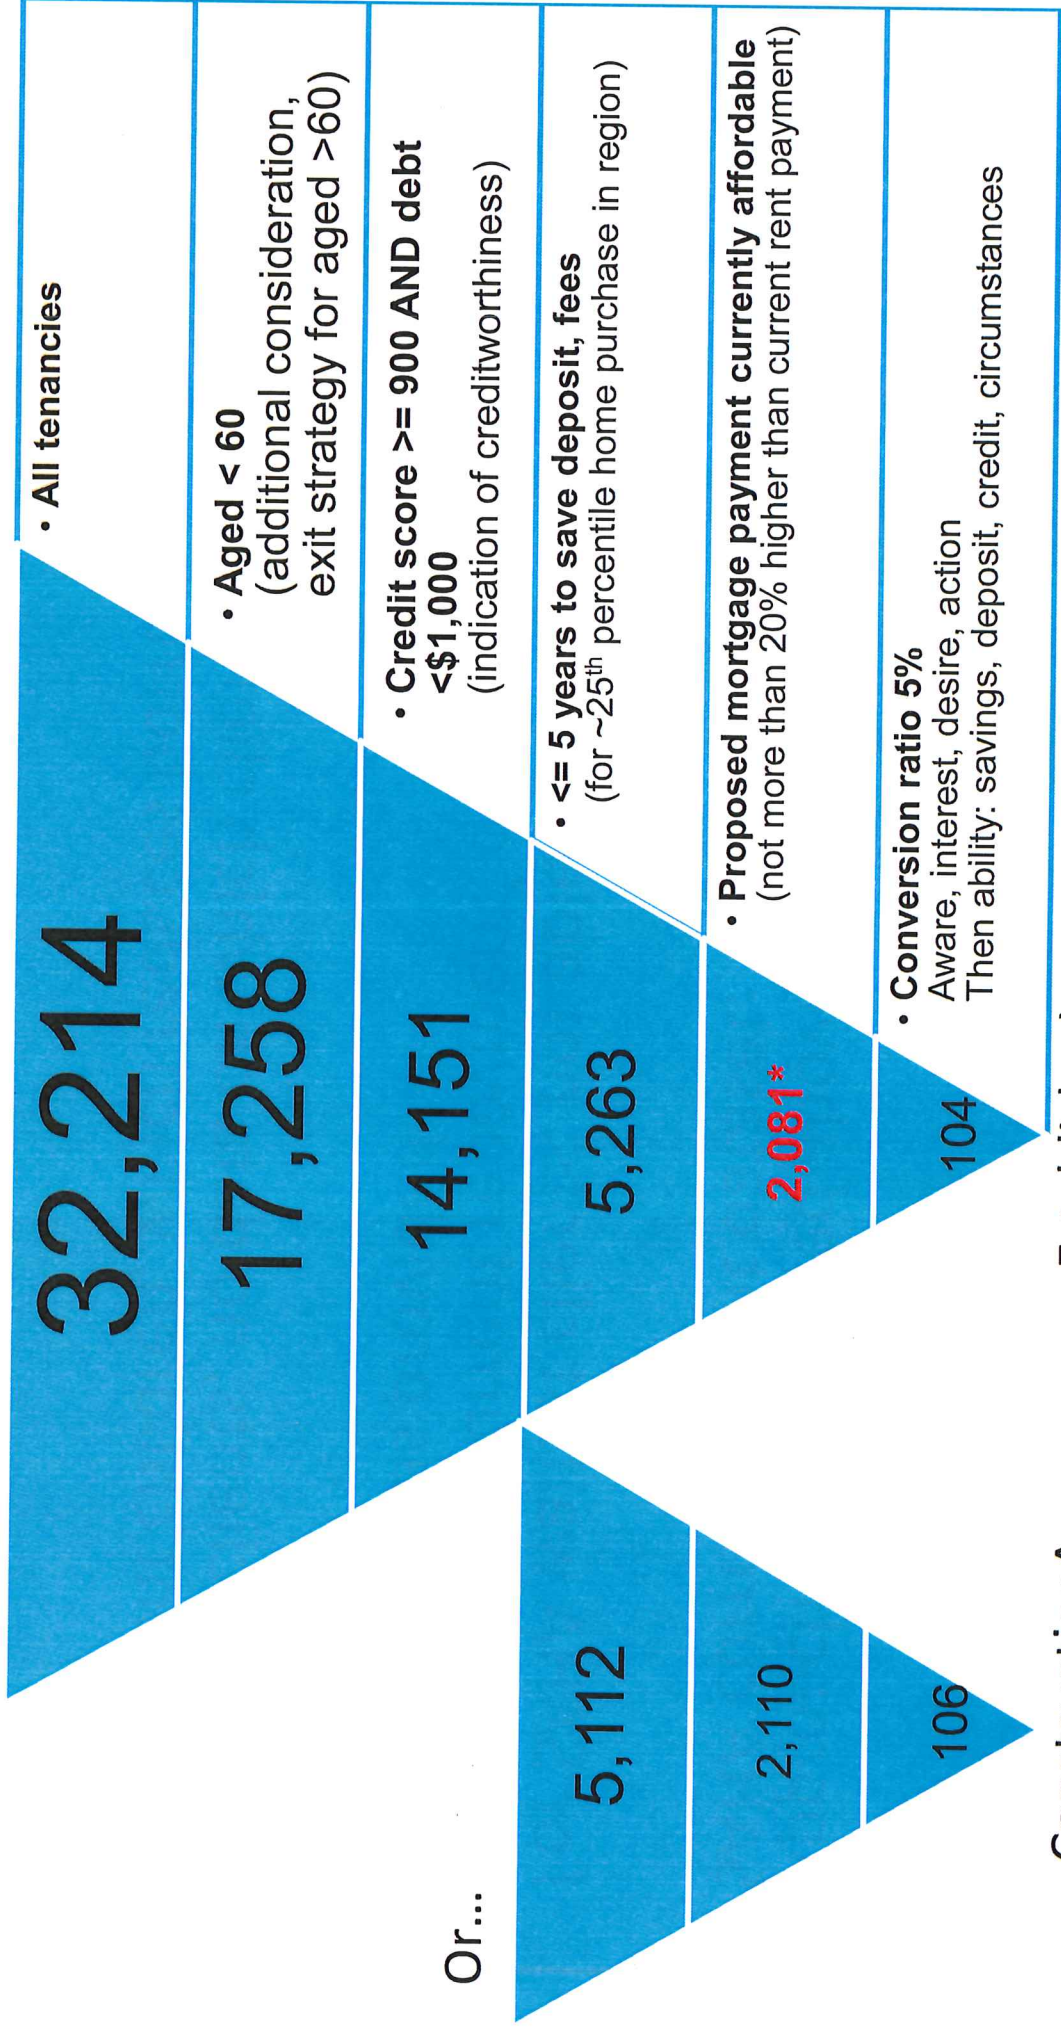 32,214
• All tenancies
17,258
• Aged < 60
(additional consideration,
exit strategy for aged >60)
14,151
• Credit score >= 900 AND debt
<$1,000
(indication of creditworthiness)
Or...
5,112
5,263
• <= 5 years to save deposit, fees
(for ~25th percentile home purchase in region)
2,110
2,081*
• Proposed mortgage payment currently affordable
(not more than 20% higher than current rent payment)
106
104
• Conversion ratio 5%
Aware, interest, desire, action
Then ability: savings, deposit, credit, circumstances